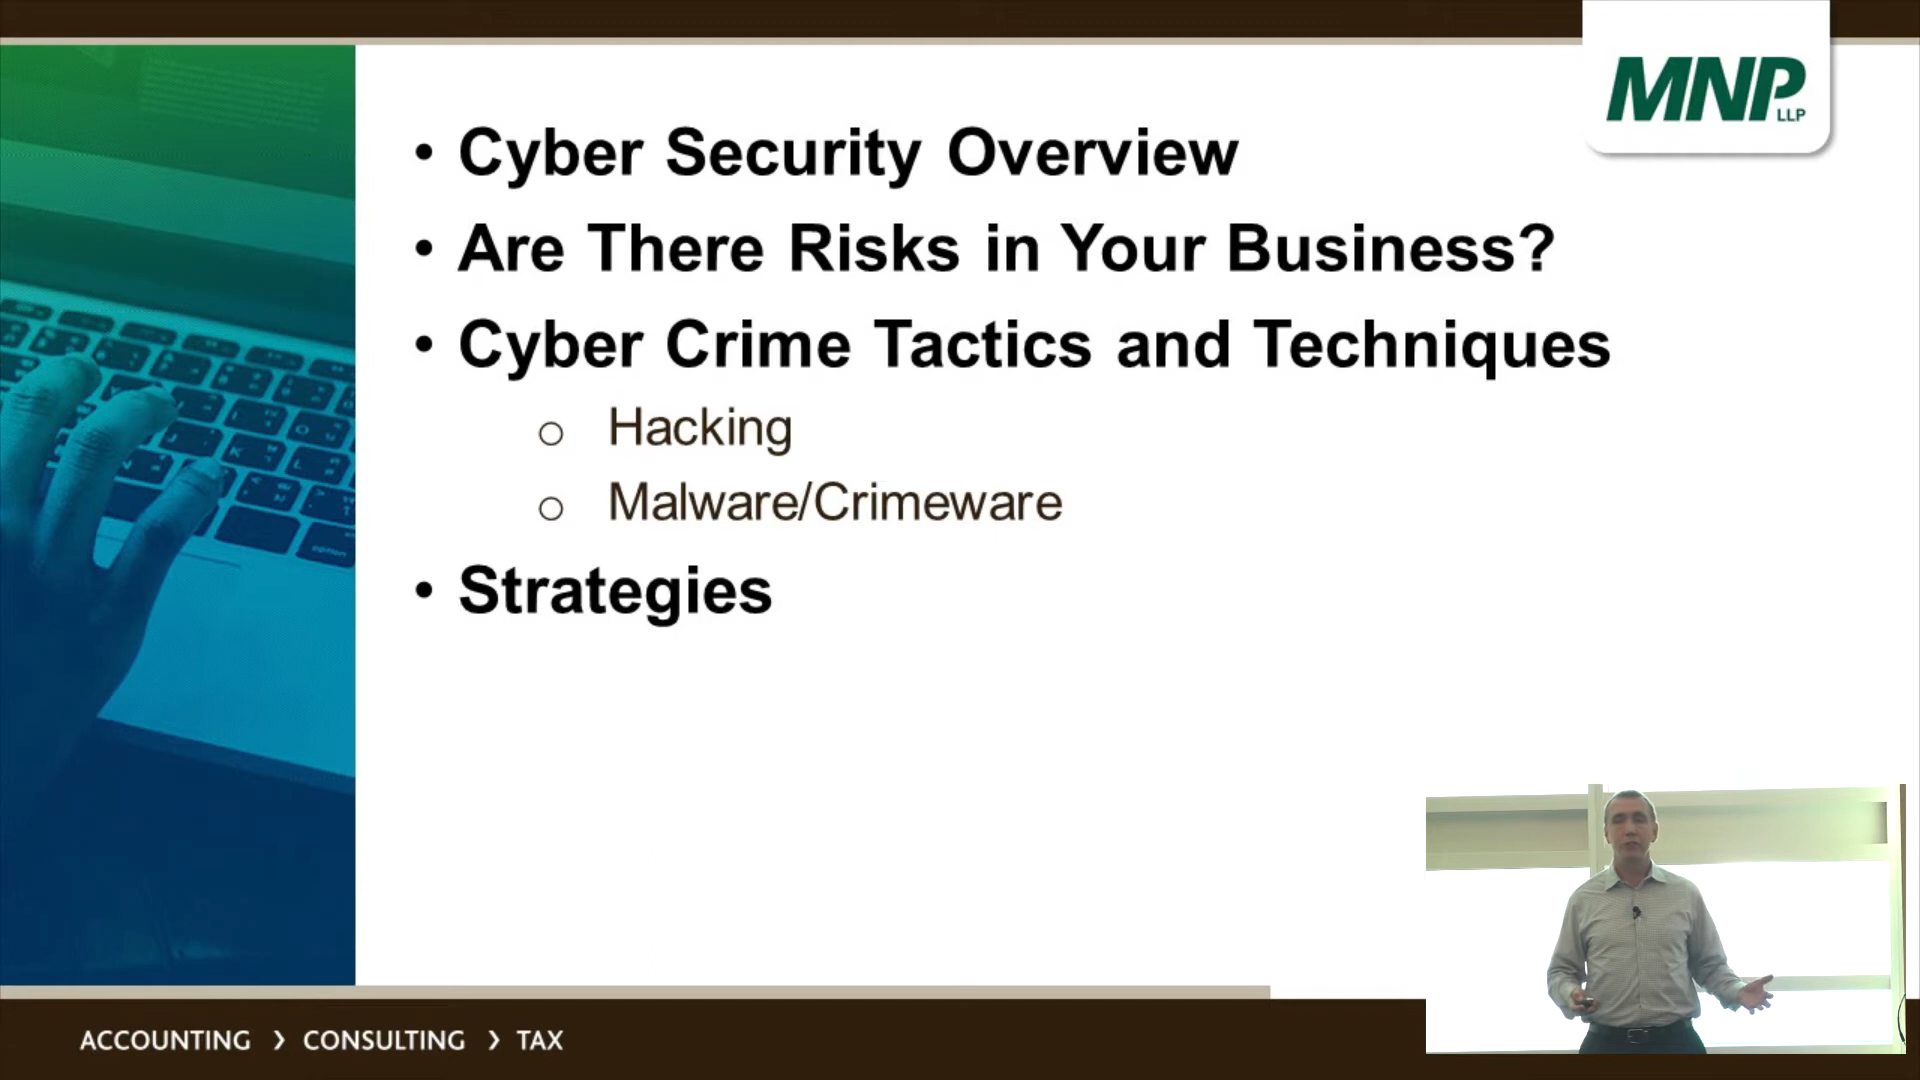 MNP
LLP
• Cyber Security Overview
• Are There Risks in Your Business?
• Cyber Crime Tactics and Techniques
o Hacking
o Malware/Crimeware
• Strategies
ACCOUNTING > CONSULTING > TAX